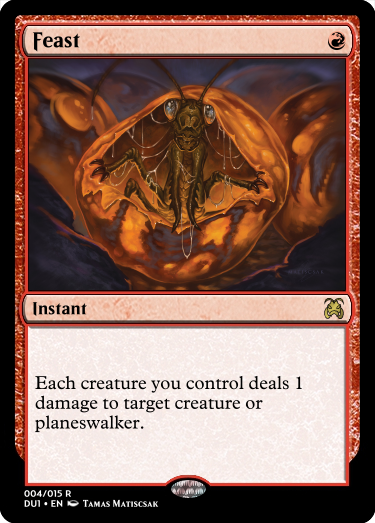 Feast
Instant
Each creature you control deals 1
damage to target creature or
planeswalker.
004/015 R
DU1 • EN Tamas Matiscsak